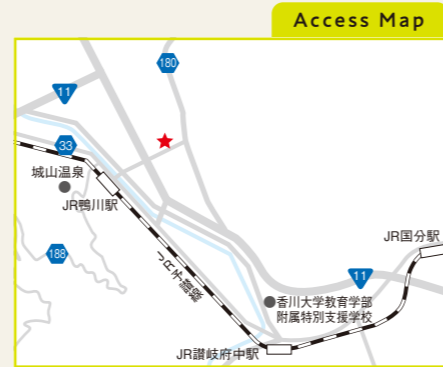 Access Map
180
11
33
城山温泉
JR鴨川駅
188
JR予讃線
JR国分駅
11
香川大学教育学部
附属特別支援学校
JR讃岐府中駅